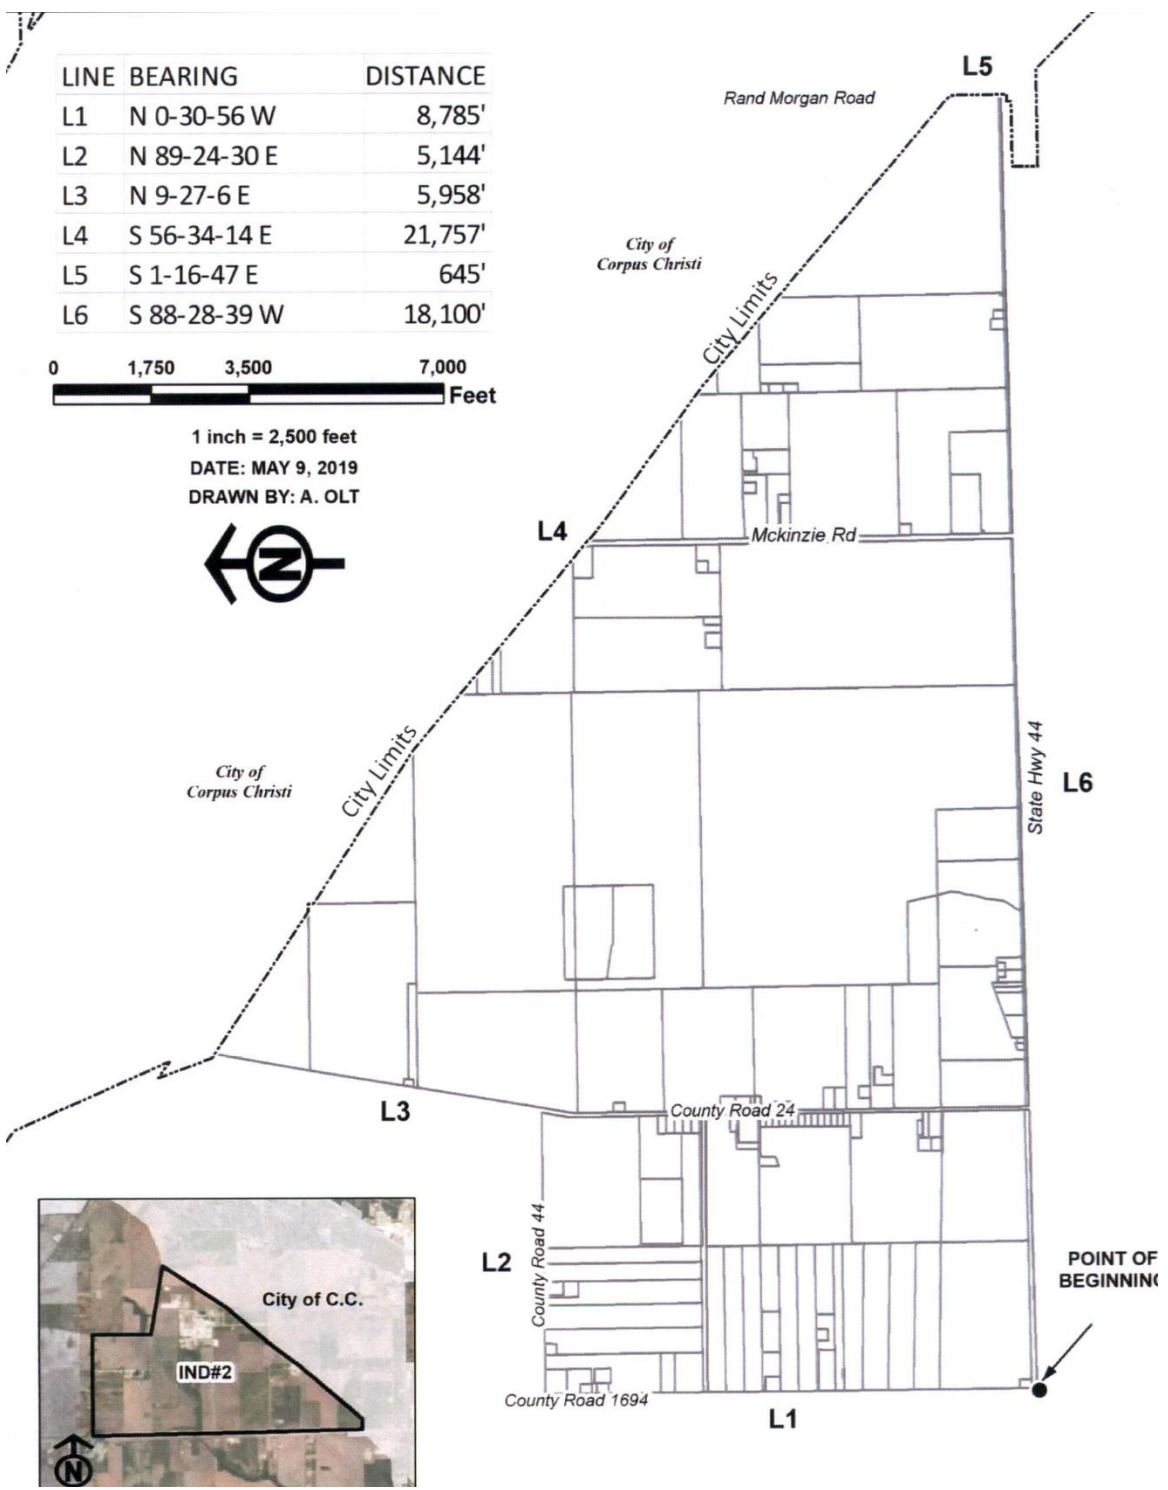 LINE BEARING DISTANCE
L1 N 0-30-56 W 8,785'
L2 N 89-24-30 E 5,144'
L3 N 9-27-6 E 5,958'
L4 S 56-34-14 E 21,757'
L5 S 1-16-47 E 645'
L6 S 88-28-39 W 18,100'
0 1,750 3,500 7,000
Feet
1 inch = 2,500 feet
DATE: MAY 9, 2019
DRAWN BY: A. OLT
N
L5
Rand Morgan Road
City of
Corpus Christi
City Limits
L4
Mckinzie Rd
City of
Corpus Christi
City Limits
State Hwy 44
L6
L3
County Road 24
L2
County Road 44
POINT OF
BEGINNING
County Road 1694
L1
City of C.C.
IND#2
N